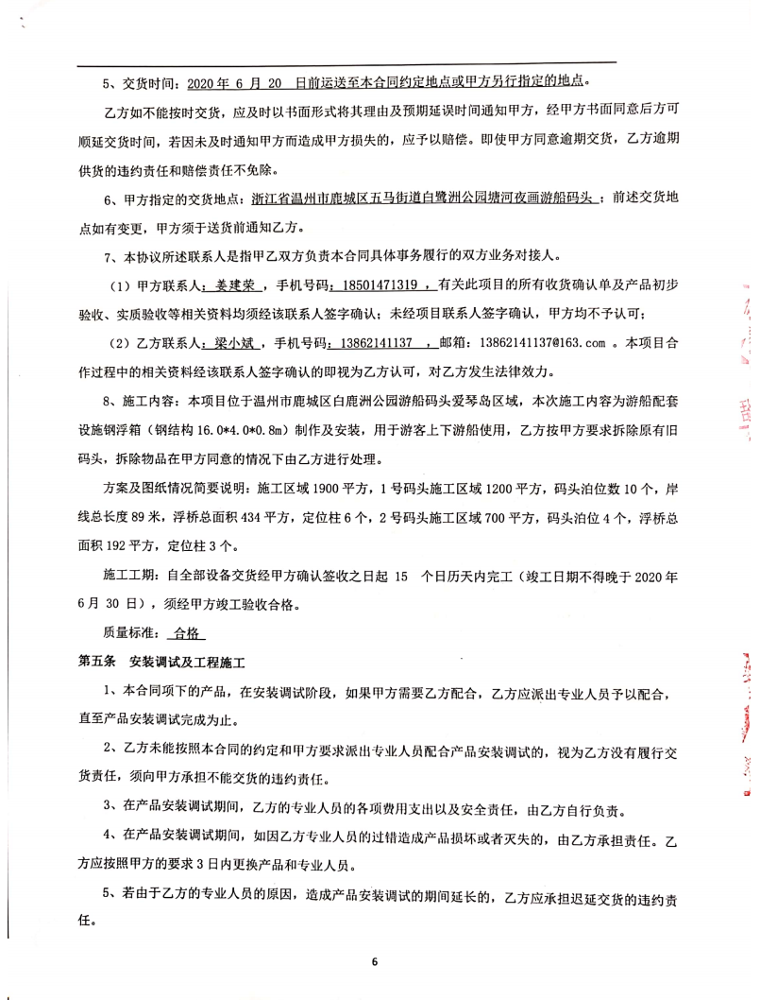 5、交货时间：2020年 6 月 20 日前运送至本合同约定地点或甲方另行指定的地点。
乙方如不能按时交货，应及时以书面形式将其理由及预期延误时间通知甲方，经甲方书面同意后方可
顺延交货时间，若因未及时通知甲方而造成甲方损失的，应予以赔偿。即使甲方同意逾期交货，乙方逾期
供货的违约责任和赔偿责任不免除。
6、甲方指定的交货地点：浙江省温州市鹿城区五马街道白鹭洲公园塘河夜画游船码头；前述交货地
点如有变更，甲方须于送货前通知乙方。
7、本协议所述联系人是指甲乙双方负责本合同具体事务履行的双方业务对接人。
（1）甲方联系人：姜建荣 ，手机号码：18501471319 ，有关此项目的所有收货确认单及产品初步
验收、实质验收等相关资料均须经该联系人签字确认；未经项目联系人签字确认，甲方均不予认可；
（2）乙方联系人：梁小斌 ，手机号码：13862141137 ，邮箱：13862141137@163.com 。本项目合
作过程中的相关资料经该联系人签字确认的即视为乙方认可，对乙方发生法律效力。
8、施工内容：本项目位于温州市鹿城区白鹿洲公园游船码头爱琴岛区域，本次施工内容为游船配套
设施钢浮箱（钢结构 16.0*4.0*0.8m）制作及安装，用于游客上下游船使用，乙方按甲方要求拆除原有旧
码头，拆除物品在甲方同意的情况下由乙方进行处理。
方案及图纸情况简要说明：施工区域 1900 平方，1 号码头施工区域 1200 平方，码头泊位数 10 个，岸
线总长度 89 米，浮桥总面积 434 平方，定位柱 6 个，2 号码头施工区域 700 平方，码头泊位 4 个，浮桥总
面积 192 平方，定位柱 3 个。
施工工期：自全部设备交货经甲方确认签收之日起 15 个日历天内完工（竣工日期不得晚于 2020 年
6 月 30 日），须经甲方竣工验收合格。
质量标准：合格
第五条 安装调试及工程施工
1、本合同项下的产品，在安装调试阶段，如果甲方需要乙方配合，乙方应派出专业人员予以配合，
直至产品安装调试完成为止。
2、乙方未能按照本合同的约定和甲方要求派出专业人员配合产品安装调试的，视为乙方没有履行交
货责任，须向甲方承担不能交货的违约责任。
3、在产品安装调试期间，乙方的专业人员的各项费用支出以及安全责任，由乙方自行负责。
4、在产品安装调试期间，如因乙方专业人员的过错造成产品损坏或者灭失的，由乙方承担责任。乙
方应按照甲方的要求 3 日内更换产品和专业人员。
5、若由于乙方的专业人员的原因，造成产品安装调试的期间延长的，乙方应承担迟延交货的违约责
任。
6